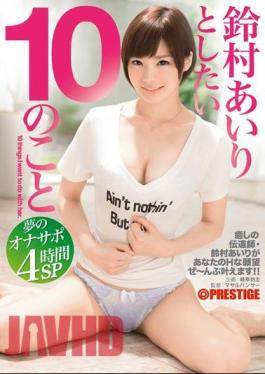 鈴村あいり
としたい
10のこと
10 things I want to do with her.
Ain't nothin'
But
夢の
オナサポ
4時間
SP
癒しの
伝道師・
鈴村あいりが
あなたのHな願望
ぜ〜んぶ叶えます!!
PRESTIGE
JAVHD